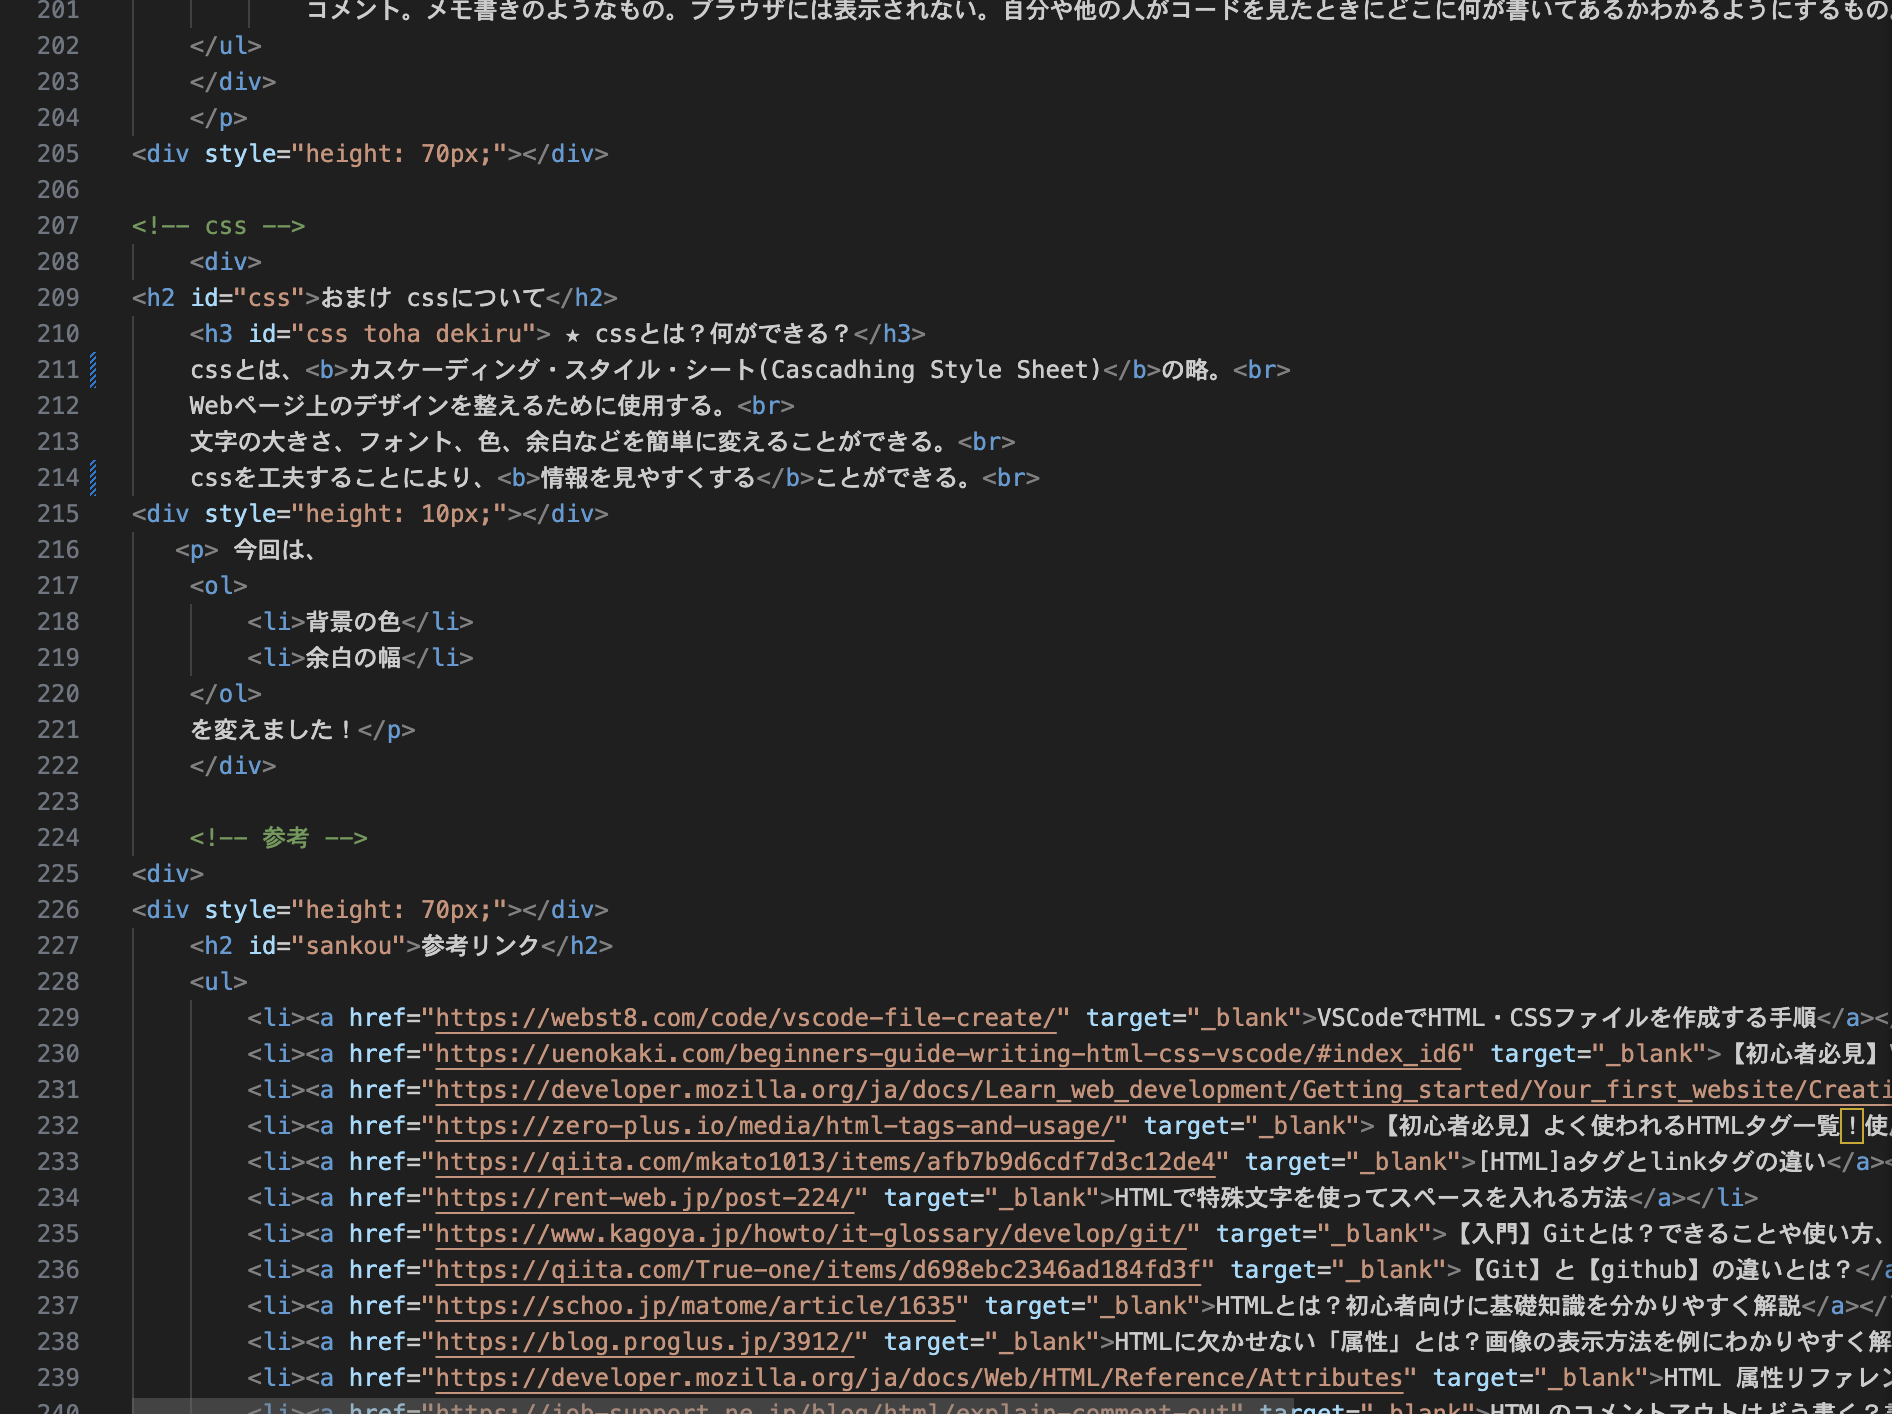 201 コメント。メモ書きのようなもの。ブラウザには表示されない。自分や他の人がコードを見たときにどこに何が書いてあるかわかるようにするもの
202 </ul>
203 </div>
204 </p>
205 <div style="height: 70px;"></div>
206
207 <!-- css -->
208 <div>
209 <h2 id="css">おまけ cssについて</h2>
210 <h3 id="css toha dekiru"> ★ cssとは？何ができる？</h3>
211 cssとは、<b>カスケーディング・スタイル・シート(Cascadhing Style Sheet)</b>の略。<br>
212 Webページ上のデザインを整えるために使用する。<br>
213 文字の大きさ、フォント、色、余白などを簡単に変えることができる。<br>
214 cssを工夫することにより、<b>情報を見やすくする</b>ことができる。<br>
215 <div style="height: 10px;"></div>
216 <p> 今回は、
217 <ol>
218 <li>背景の色</li>
219 <li>余白の幅</li>
220 </ol>
221 を変えました！</p>
222 </div>
223
224 <!-- 参考 -->
225 <div>
226 <div style="height: 70px;"></div>
227 <h2 id="sankou">参考リンク</h2>
228 <ul>
229 <li><a href="https://webst8.com/code/vscode-file-create/" target="_blank">VSCodeでHTML・CSSファイルを作成する手順</a><
230 <li><a href="https://uenokaki.com/beginners-guide-writing-html-css-vscode/#index_id6" target="_blank">【初心者必見】
231 <li><a href="https://developer.mozilla.org/ja/docs/Learn_web_development/Getting_started/Your_first_website/Creati
232 <li><a href="https://zero-plus.io/media/html-tags-and-usage/" target="_blank">【初心者必見】よく使われるHTMLタグ一覧！使
233 <li><a href="https://qiita.com/mkato1013/items/afb7b9d6cdf7d3c12de4" target="_blank">[HTML]aタグとlinkタグの違い</a><
234 <li><a href="https://rent-web.jp/post-224/" target="_blank">HTMLで特殊文字を使ってスペースを入れる方法</a></li>
235 <li><a href="https://www.kagoya.jp/howto/it-glossary/develop/git/" target="_blank">【入門】Gitとは？できることや使い方、
236 <li><a href="https://qiita.com/True-one/items/d698ebc2346ad184fd3f" target="_blank">【Git】と【github】の違いとは？</a
237 <li><a href="https://schoo.jp/matome/article/1635" target="_blank">HTMLとは？初心者向けに基礎知識を分かりやすく解説</a></
238 <li><a href="https://blog.proglus.jp/3912/" target="_blank">HTMLに欠かせない「属性」とは？画像の表示方法を例にわかりやすく解
239 <li><a href="https://developer.mozilla.org/ja/docs/Web/HTML/Reference/Attributes" target="_blank">HTML 属性リファレン
240 <li><a href="https://job-support.ne.jp/blog/html/explain-comment-out" target="_blank">HTMLのコメントアウトはどう書く？